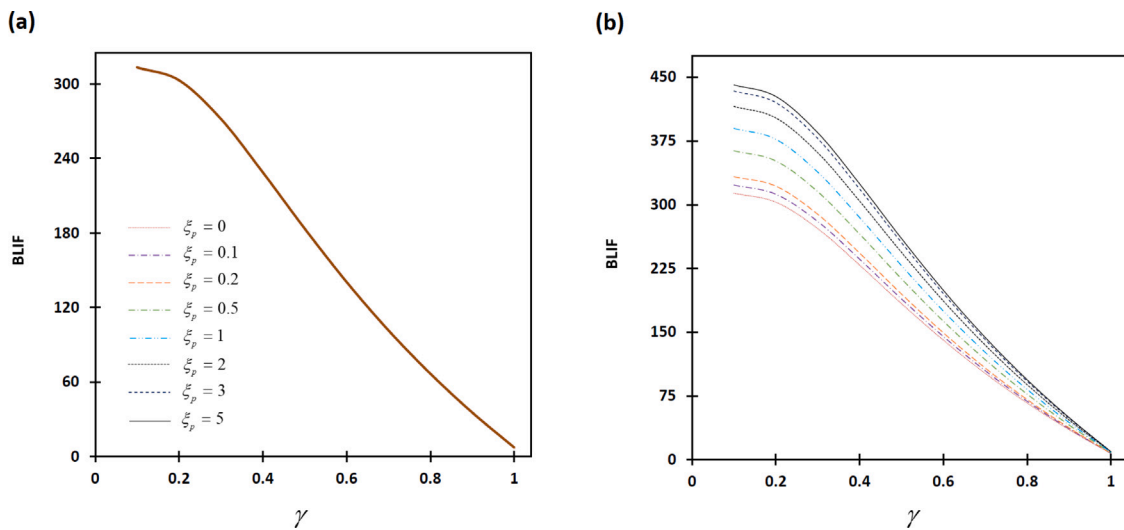 (a)
BLIF
300
240
180
120
60
0
0 0.2 0.4 0.6 0.8 1
γ
ξp = 0
ξp = 0.1
ξp = 0.2
ξp = 0.5
ξp = 1
ξp = 2
ξp = 3
ξp = 5
(b)
BLIF
450
375
300
225
150
75
0
0 0.2 0.4 0.6 0.8 1
γ